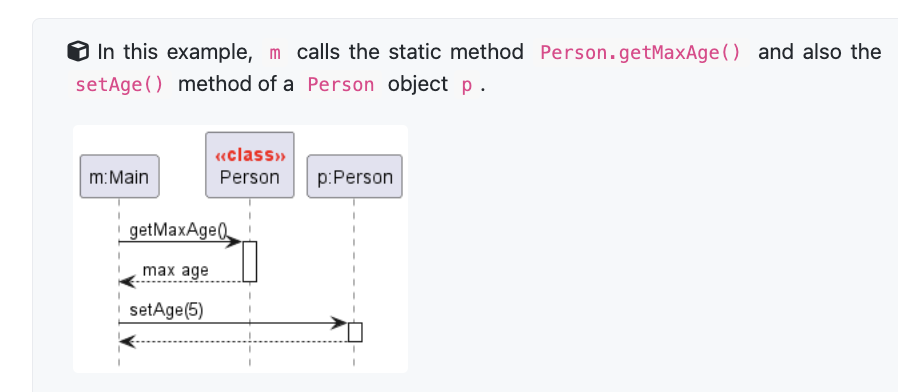 In this example, m calls the static method Person.getMaxAge() and also the
setAge() method of a Person object p .
«class»
m:Main Person p:Person
getMaxAge()
max age
setAge(5)